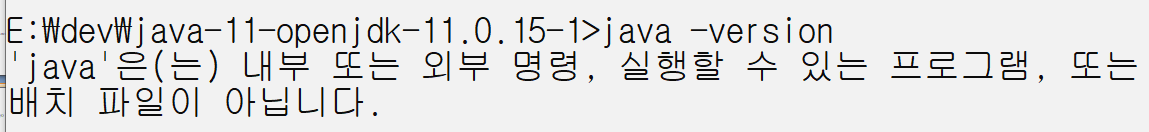 E:₩dev₩java-11-openjdk-11.0.15-1>java -version
'java'은(는) 내부 또는 외부 명령, 실행할 수 있는 프로그램, 또는
배치 파일이 아닙니다.